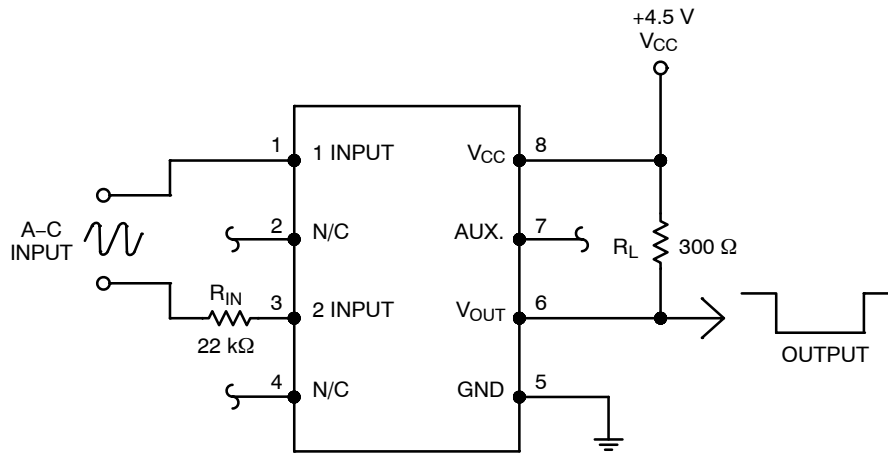 +4.5 V
VCC
1
1 INPUT
VCC
8
A–C
INPUT
2
N/C
AUX.
7
RL
300 Ω
RIN
22 kΩ
3
2 INPUT
VOUT
6
OUTPUT
4
N/C
GND
5